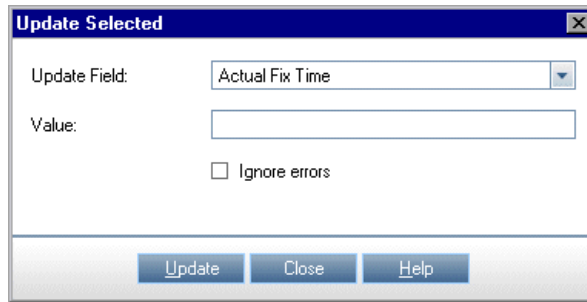 Update Selected
Update Field: Actual Fix Time
Value:
Ignore errors
Update Close Help